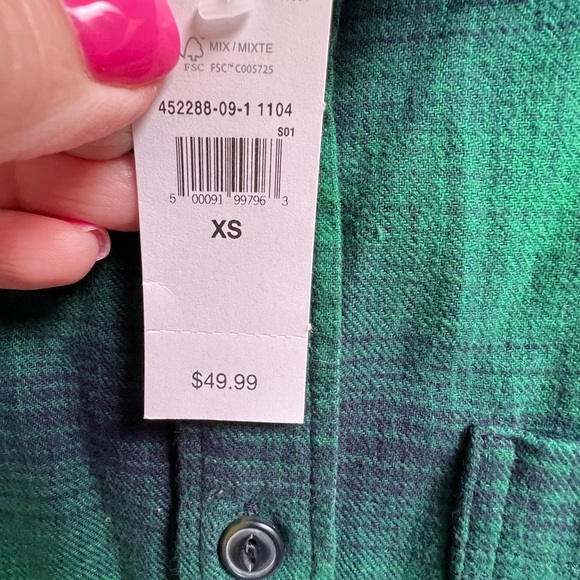 MIX / MIXTE
FSC FSC™ C005725
452288-09-1 1104
S01
5 00091 99796 3
XS
$49.99